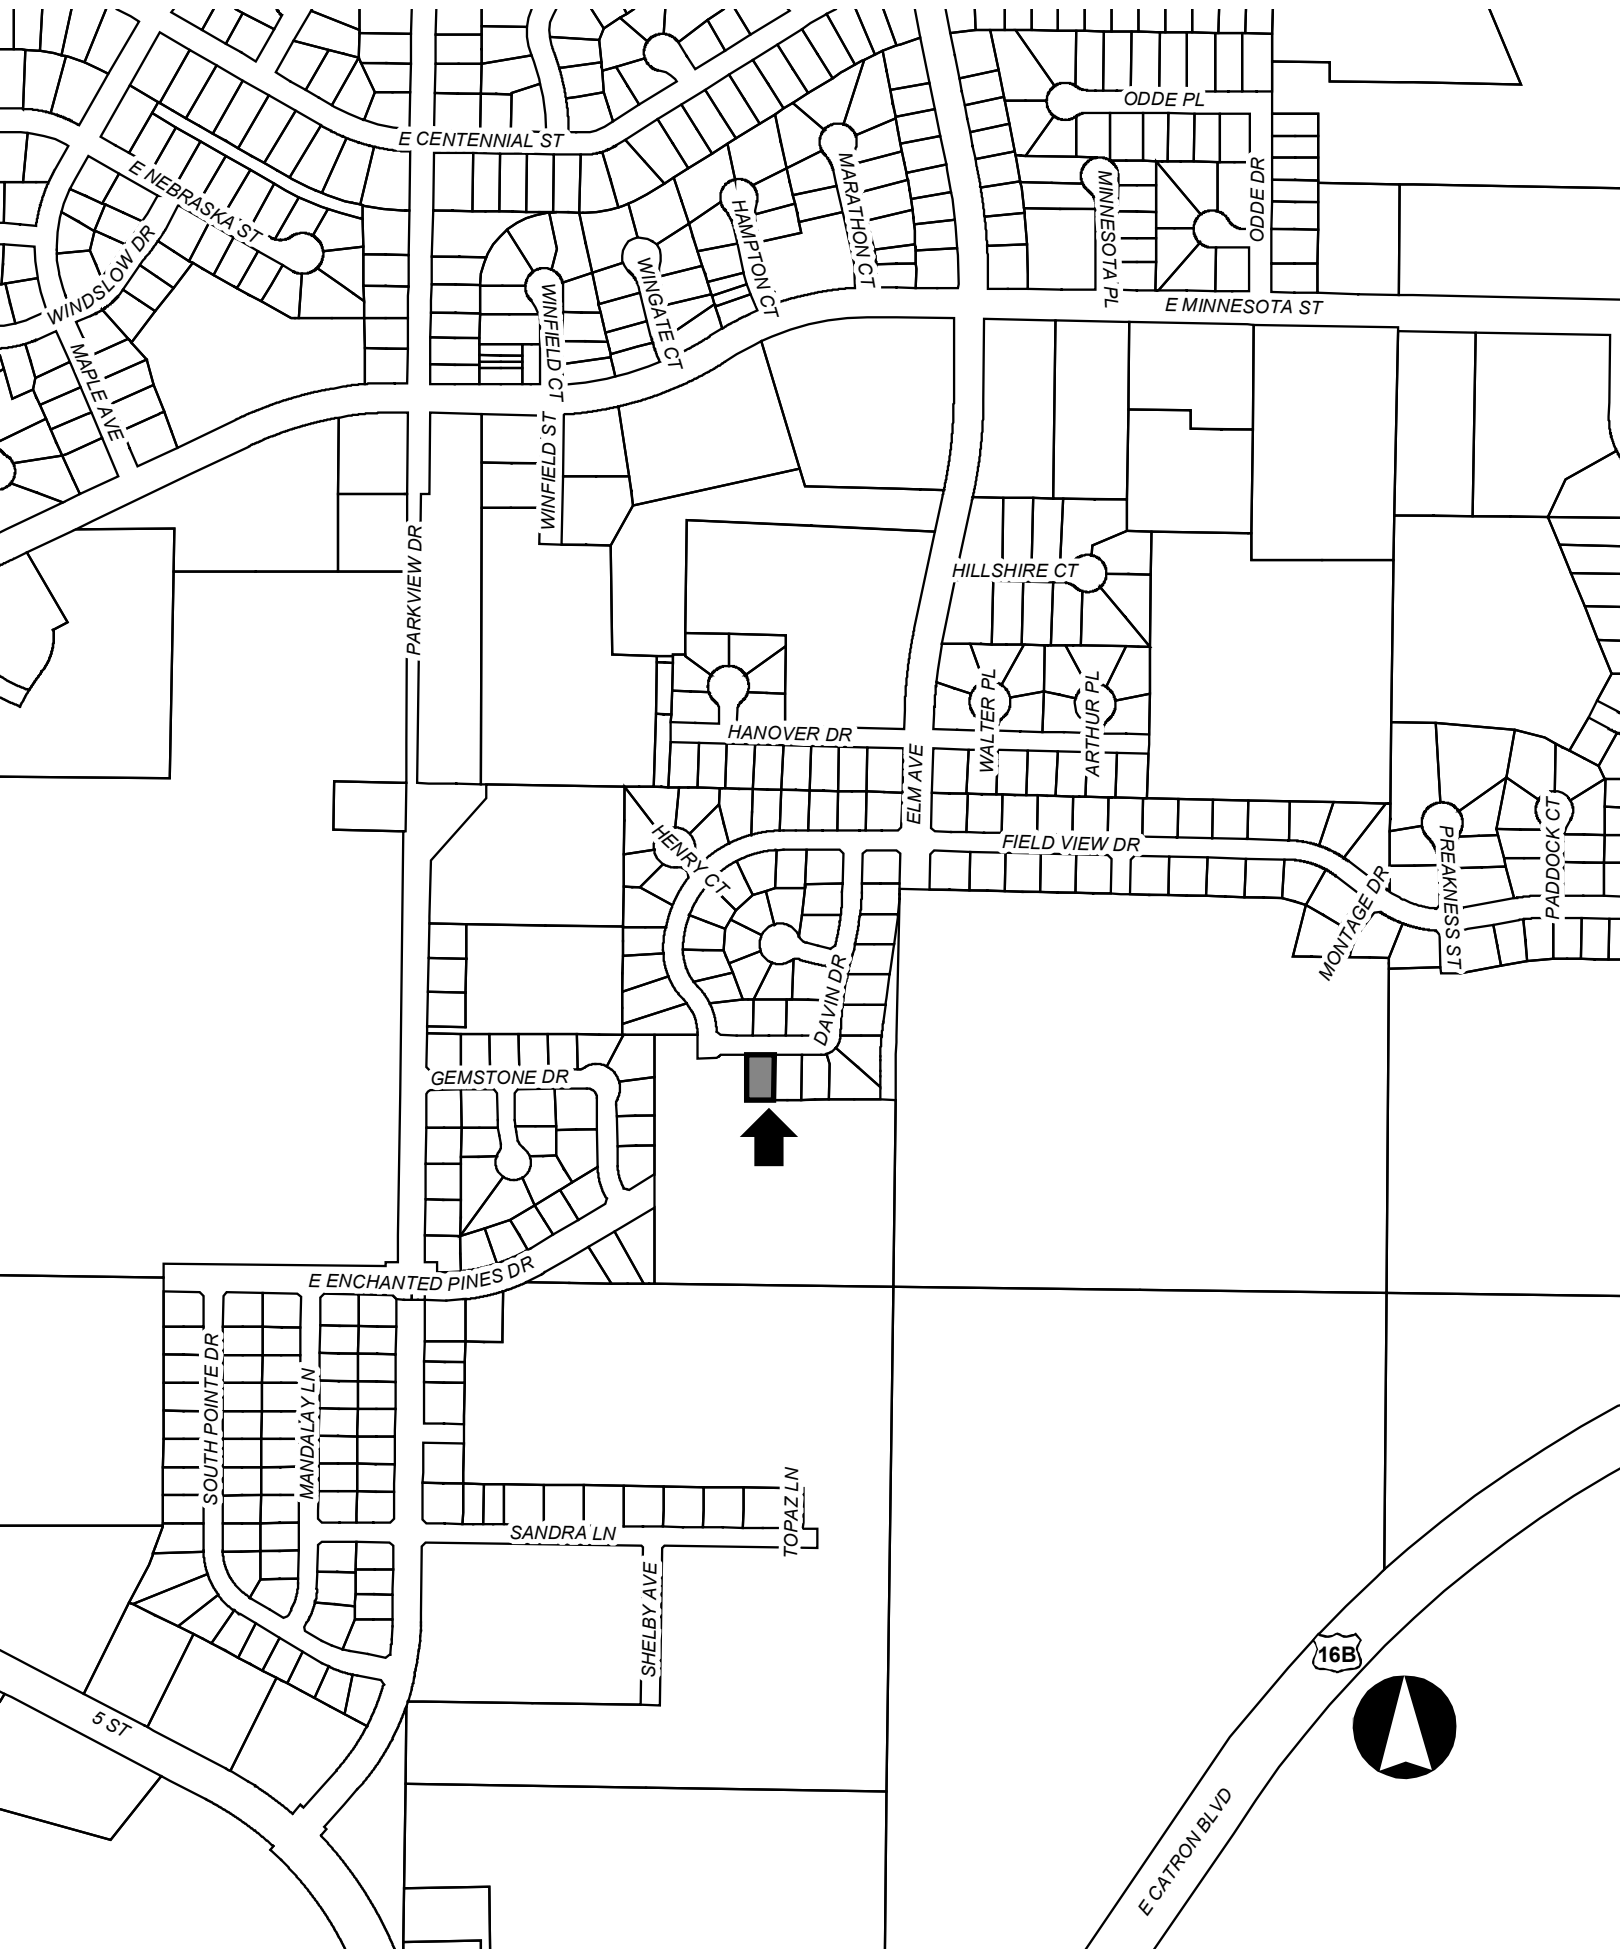 ODDE PL
E CENTENNIAL ST
E NEBRASKA ST
MARATHON CT
MINNESOTA PL
ODDE DR
HAMPTON CT
WINDSLOW DR
WINGATE CT
WINFIELD CT
E MINNESOTA ST
MAPLE AVE
WINFIELD ST
PARKVIEW DR
HILLSHIRE CT
WALTER PL
ARTHUR PL
HANOVER DR
ELM AVE
HENRY CT
FIELD VIEW DR
PREAKNESS ST
PADDOCK CT
MONTAGE DR
DAVIN DR
GEMSTONE DR
E ENCHANTED PINES DR
SOUTH POINTE DR
MANDALAY LN
TOPAZ LN
SANDRA LN
SHELBY AVE
16B
5 ST
E CATRON BLVD